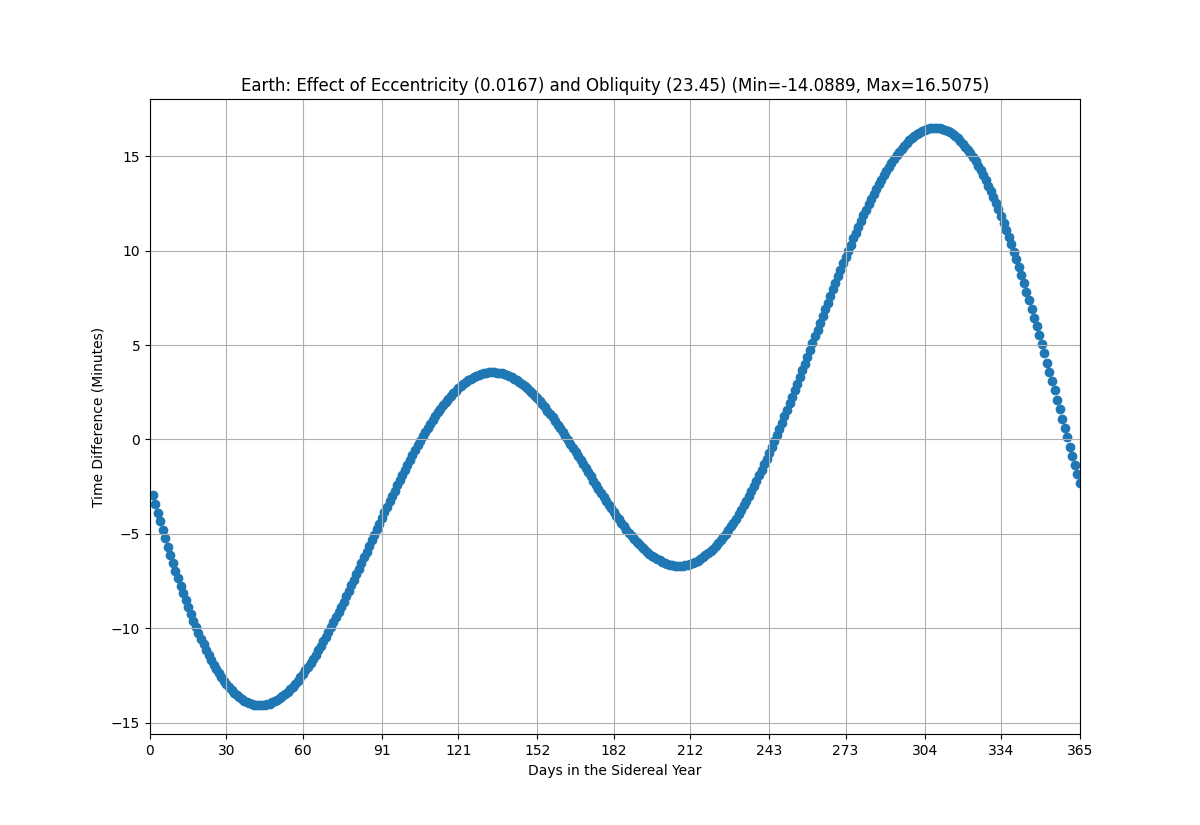 Earth: Effect of Eccentricity (0.0167) and Obliquity (23.45) (Min=-14.0889, Max=16.5075)
Time Difference (Minutes)
15
10
5
0
−5
−10
−15
0 30 60 91 121 152 182 212 243 273 304 334 365
Days in the Sidereal Year